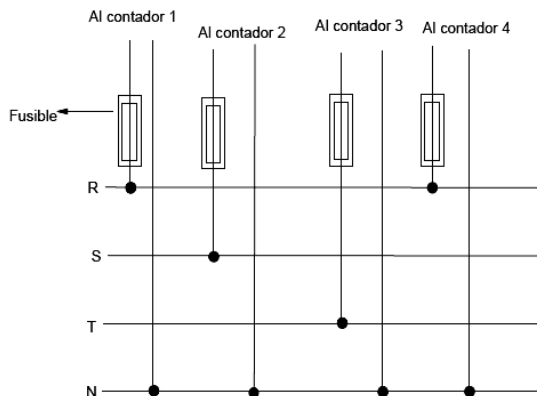 Al contador 1
Al contador 2
Al contador 3
Al contador 4
Fusible
R
S
T
N